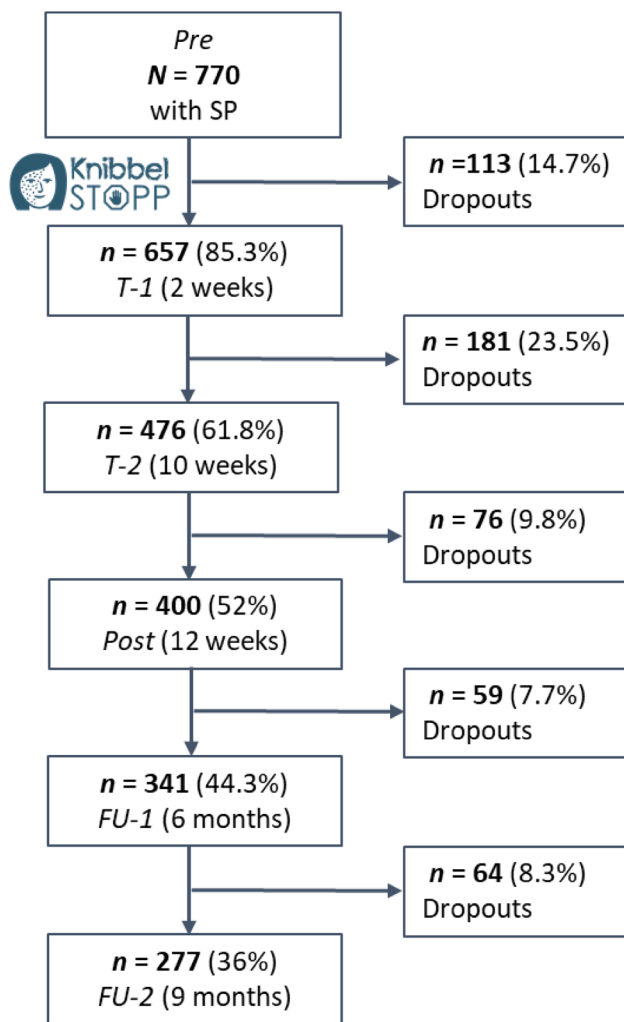 Pre
N = 770
with SP
Knibbel
STOPP
n =113 (14.7%)
Dropouts
n = 657 (85.3%)
T-1 (2 weeks)
n = 181 (23.5%)
Dropouts
n = 476 (61.8%)
T-2 (10 weeks)
n = 76 (9.8%)
Dropouts
n = 400 (52%)
Post (12 weeks)
n = 59 (7.7%)
Dropouts
n = 341 (44.3%)
FU-1 (6 months)
n = 64 (8.3%)
Dropouts
n = 277 (36%)
FU-2 (9 months)